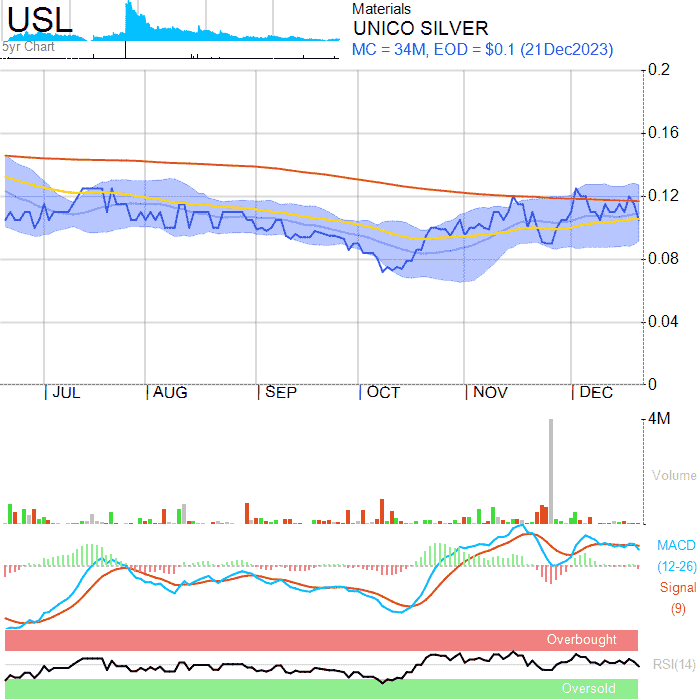 USL
5yr Chart
Materials
UNICO SILVER
MC = 34M, EOD = $0.1 (21Dec2023)
0.2
0.16
0.12
0.08
0.04
0
JUL AUG SEP OCT NOV DEC
4M
Volume
MACD
(12-26)
Signal
(9)
Overbought
RSI(14)
Oversold